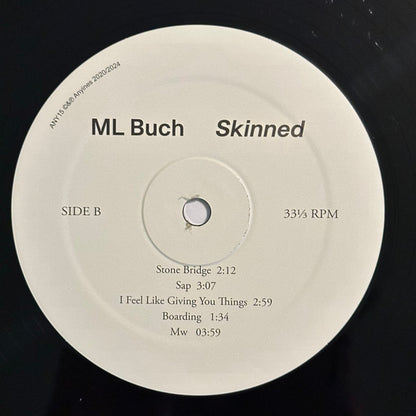 ANY15 ©&℗ Anyines 2020/2024
ML Buch Skinned
SIDE B 33⅓ RPM
Stone Bridge 2:12
Sap 3:07
I Feel Like Giving You Things 2:59
Boarding 1:34
Mw 03:59